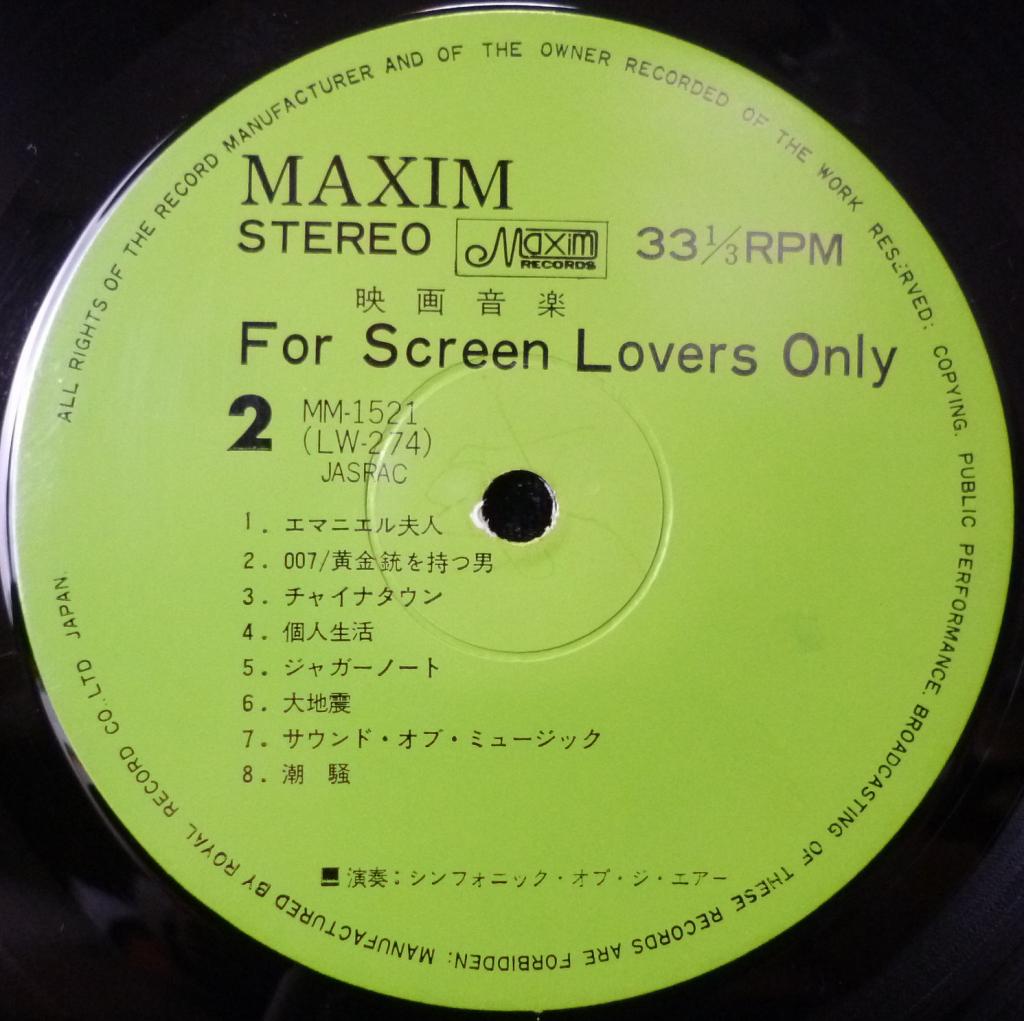 ALL RIGHTS OF THE RECORD MANUFACTURER AND OF THE OWNER RECORDED OF THE WORK RESERVED; COPYING. PUBLIC PERFORMANCE. BROADCASTING OF THESE RECORDS ARE FORBIDDEN: MANUFACTURED BY ROYAL RECORD CO., LTD JAPAN.
MAXIM
STEREO Maxim RECORDS 33 1/3 RPM
映画音楽
For Screen Lovers Only
2 MM-1521
(LW-274)
JASRAC
1. エマニエル夫人
2. 007/黄金銃を持つ男
3. チャイナタウン
4. 個人生活
5. ジャガーノート
6. 大地震
7. サウンド・オブ・ミュージック
8. 潮 騒
■演奏:シンフォニック・オブ・ジ・エアー